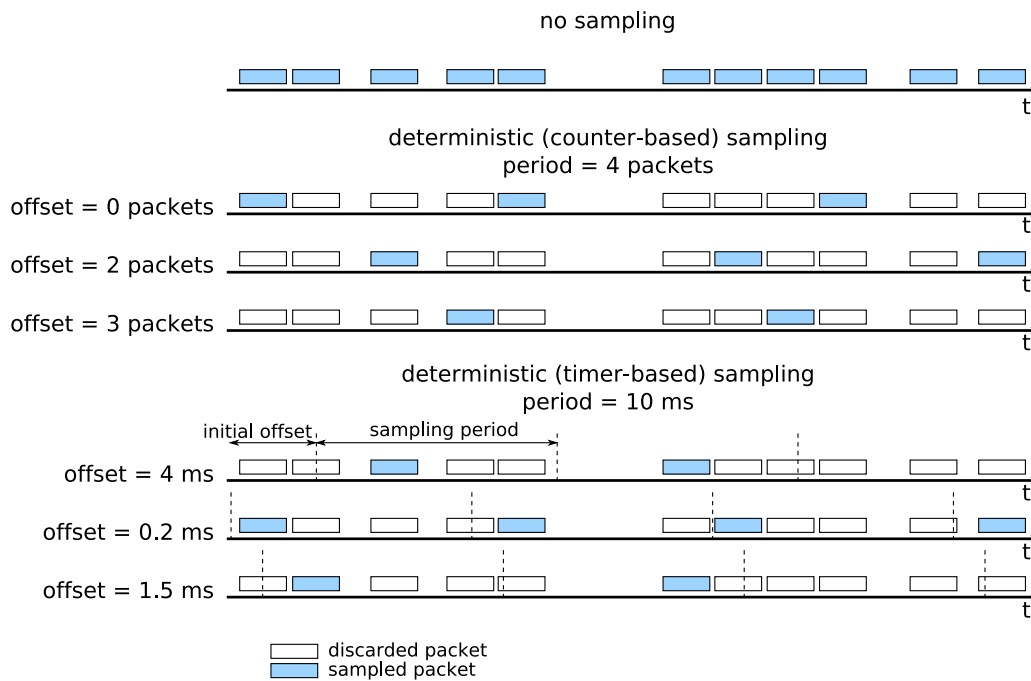 no sampling
t
deterministic (counter-based) sampling
period = 4 packets
offset = 0 packets
t
offset = 2 packets
t
offset = 3 packets
t
deterministic (timer-based) sampling
period = 10 ms
initial offset
sampling period
offset = 4 ms
t
offset = 0.2 ms
t
offset = 1.5 ms
t
discarded packet
sampled packet